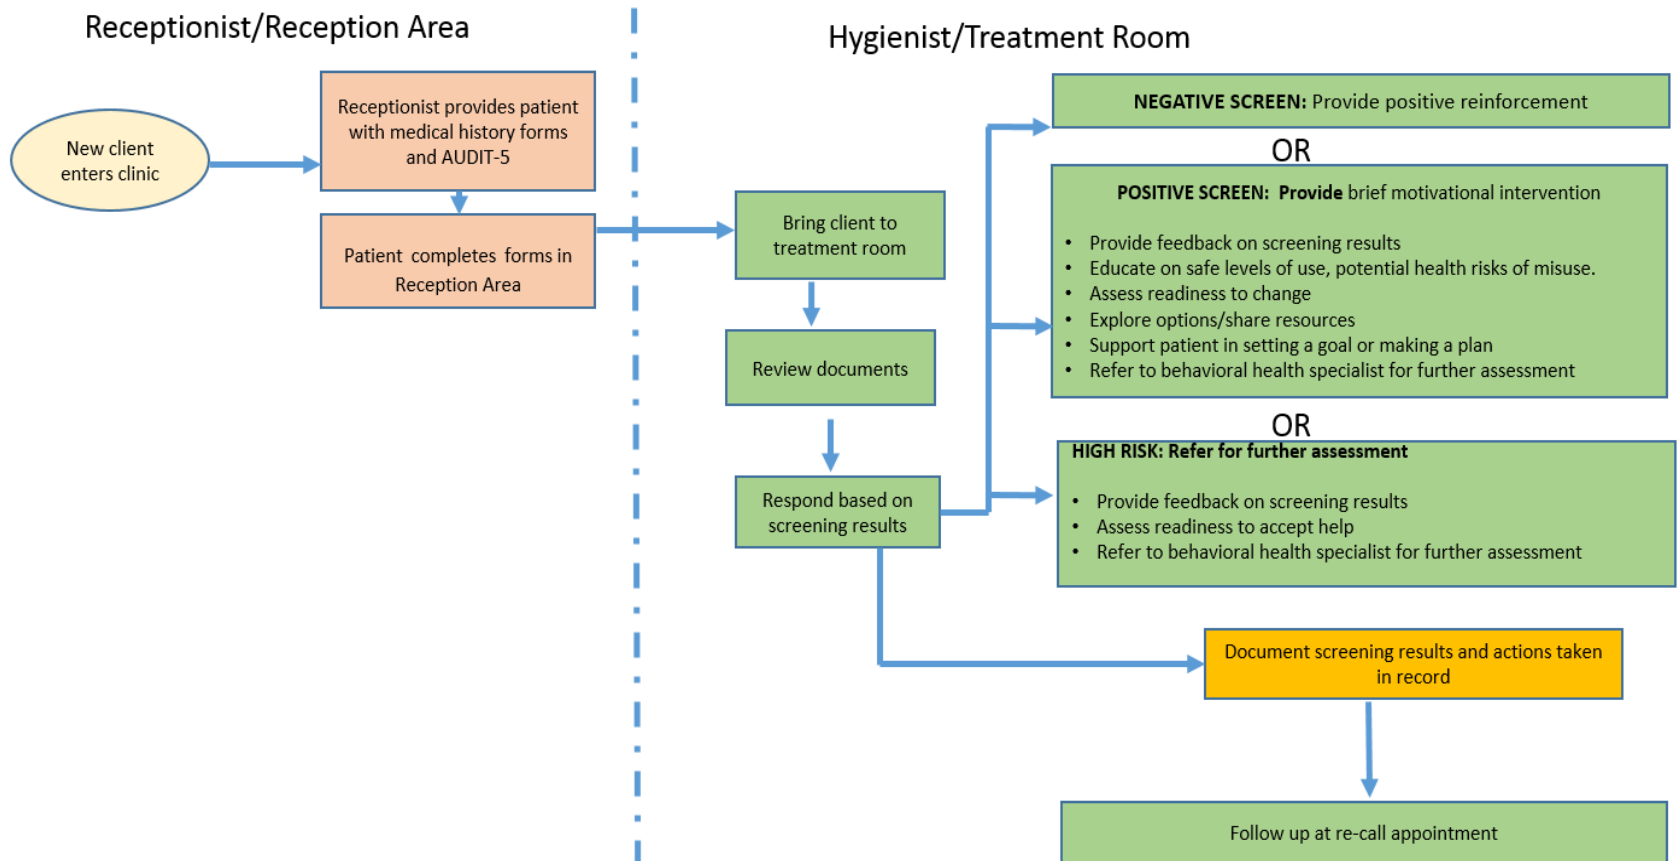 Receptionist/Reception Area
Hygienist/Treatment Room
New client
enters clinic
Receptionist provides patient
with medical history forms
and AUDIT-5
Patient completes forms in
Reception Area
Bring client to
treatment room
Review documents
Respond based on
screening results
NEGATIVE SCREEN: Provide positive reinforcement
OR
POSITIVE SCREEN: Provide brief motivational intervention
• Provide feedback on screening results
• Educate on safe levels of use, potential health risks of misuse.
• Assess readiness to change
• Explore options/share resources
• Support patient in setting a goal or making a plan
• Refer to behavioral health specialist for further assessment
OR
HIGH RISK: Refer for further assessment
• Provide feedback on screening results
• Assess readiness to accept help
• Refer to behavioral health specialist for further assessment
Document screening results and actions taken
in record
Follow up at re-call appointment